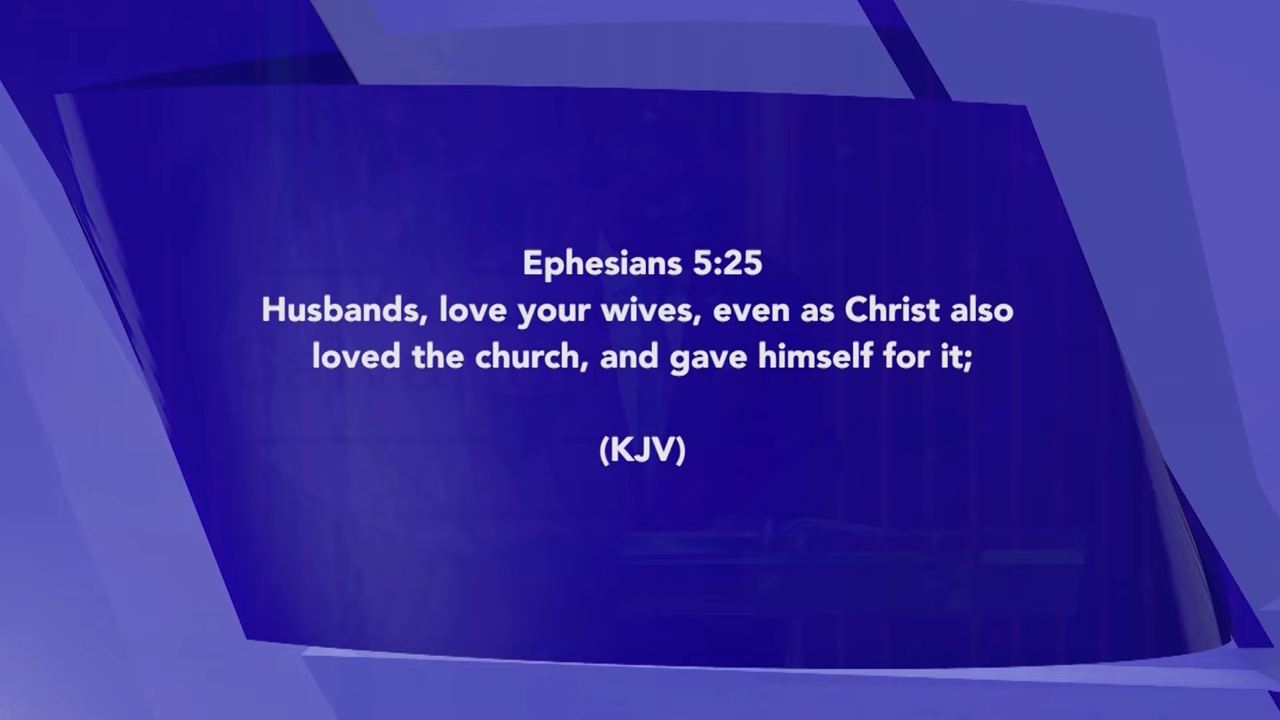 Ephesians 5:25
Husbands, love your wives, even as Christ also
loved the church, and gave himself for it;
(KJV)